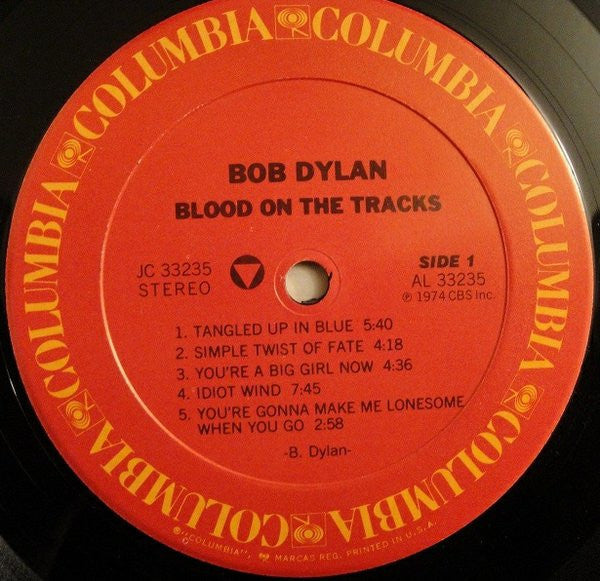 COLUMBIA COLUMBIA COLUMBIA COLUMBIA COLUMBIA COLUMBIA
BOB DYLAN
BLOOD ON THE TRACKS
JC 33235
STEREO
SIDE 1
AL 33235
℗ 1974 CBS Inc.
1. TANGLED UP IN BLUE 5:40
2. SIMPLE TWIST OF FATE 4:18
3. YOU'RE A BIG GIRL NOW 4:36
4. IDIOT WIND 7:45
5. YOU'RE GONNA MAKE ME LONESOME
WHEN YOU GO 2:58
-B. Dylan-
"COLUMBIA", MARCAS REG. PRINTED IN U.S.A.